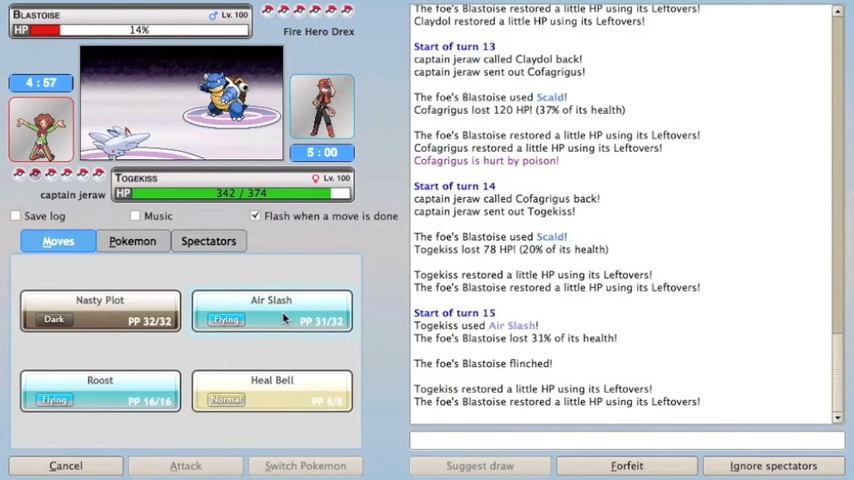 BLASTOISE ♂ Lv. 100
HP 14%
Fire Hero Drex
4 : 57
5 : 00
TOGEKISS ♀ Lv. 100
HP 342 / 374
captain jeraw
Save log Music Flash when a move is done
Moves Pokemon Spectators
Nasty Plot
Dark PP 32/32
Air Slash
Flying PP 31/32
Roost
Flying PP 16/16
Heal Bell
Normal PP 8/8
Cancel Attack Switch Pokemon
The foe's Blastoise restored a little HP using its Leftovers!
Claydol restored a little HP using its Leftovers!
Start of turn 13
captain jeraw called Claydol back!
captain jeraw sent out Cofagrigus!
The foe's Blastoise used Scald!
Cofagrigus lost 120 HP! (37% of its health)
The foe's Blastoise restored a little HP using its Leftovers!
Cofagrigus restored a little HP using its Leftovers!
Cofagrigus is hurt by poison!
Start of turn 14
captain jeraw called Cofagrigus back!
captain jeraw sent out Togekiss!
The foe's Blastoise used Scald!
Togekiss lost 78 HP! (20% of its health)
Togekiss restored a little HP using its Leftovers!
The foe's Blastoise restored a little HP using its Leftovers!
Start of turn 15
Togekiss used Air Slash!
The foe's Blastoise lost 31% of its health!
The foe's Blastoise flinched!
Togekiss restored a little HP using its Leftovers!
The foe's Blastoise restored a little HP using its Leftovers!
Suggest draw Forfeit Ignore spectators